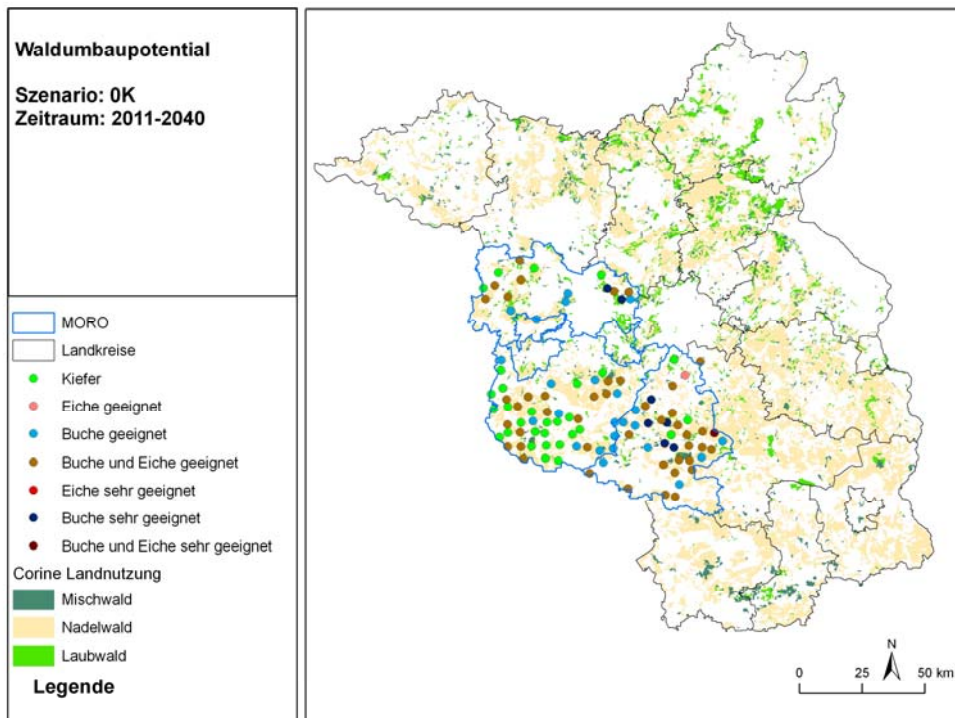 Waldumbaupotential
Szenario: 0K
Zeitraum: 2011-2040
MORO
Landkreise
Kiefer
Eiche geeignet
Buche geeignet
Buche und Eiche geeignet
Eiche sehr geeignet
Buche sehr geeignet
Buche und Eiche sehr geeignet
Corine Landnutzung
Mischwald
Nadelwald
Laubwald
Legende
N
0 25 50 km